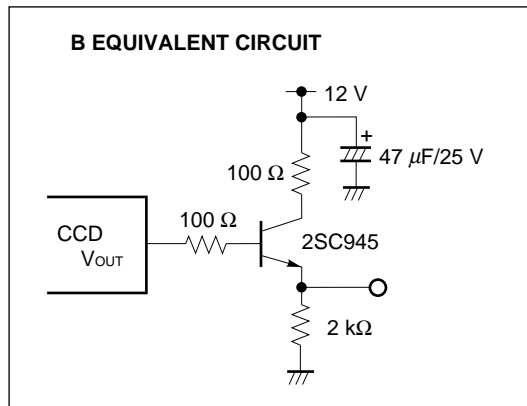 B EQUIVALENT CIRCUIT
12 V
+
47 μF/25 V
100 Ω
CCD
VOUT
100 Ω
2SC945
2 kΩ